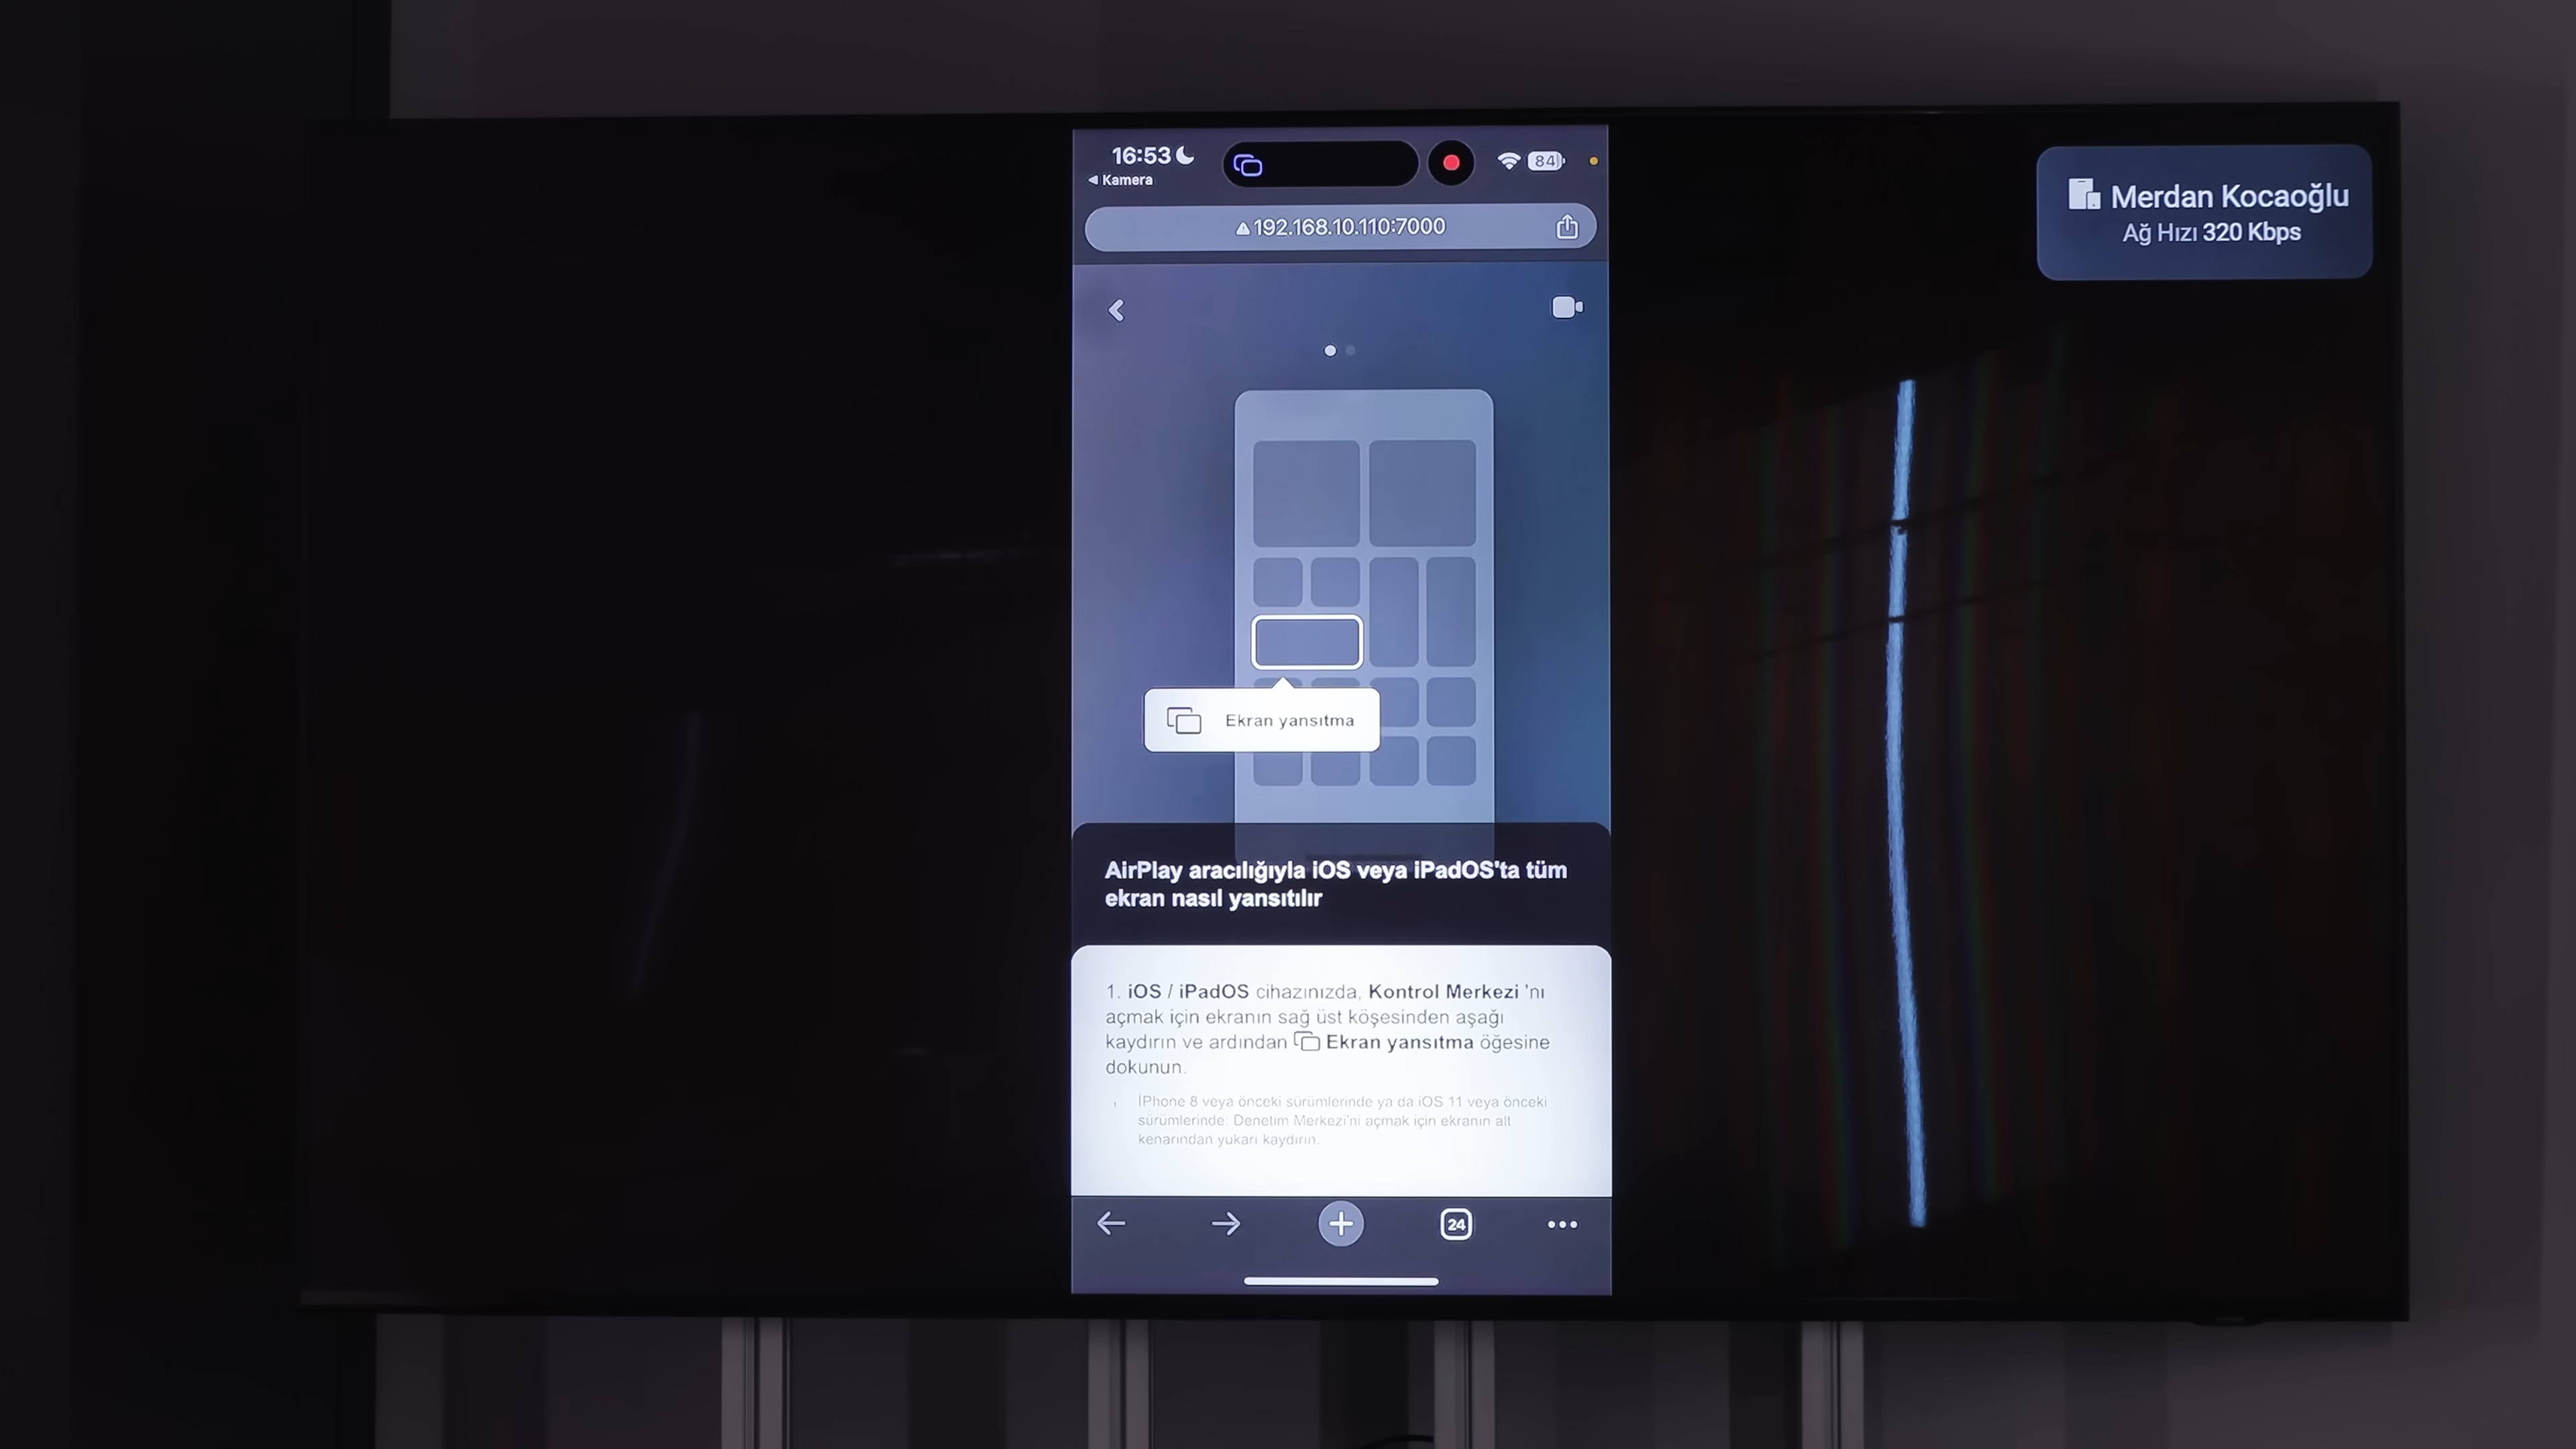 16:53
84
◀ Kamera
192.168.10.110:7000
Merdan Kocaoğlu
Ağ Hızı 320 Kbps
Ekran yansıtma
AirPlay aracılığıyla iOS veya iPadOS'ta tüm
ekran nasıl yansıtılır
1. iOS / iPadOS cihazınızda, Kontrol Merkezi 'nı
açmak için ekranın sağ üst köşesinden aşağı
kaydırın ve ardından Ekran yansıtma öğesine
dokunun.
İPhone 8 veya önceki sürümlerinde ya da iOS 11 veya önceki
sürümlerinde: Denetim Merkezi'ni açmak için ekranın alt
kenarından yukarı kaydırın.
24